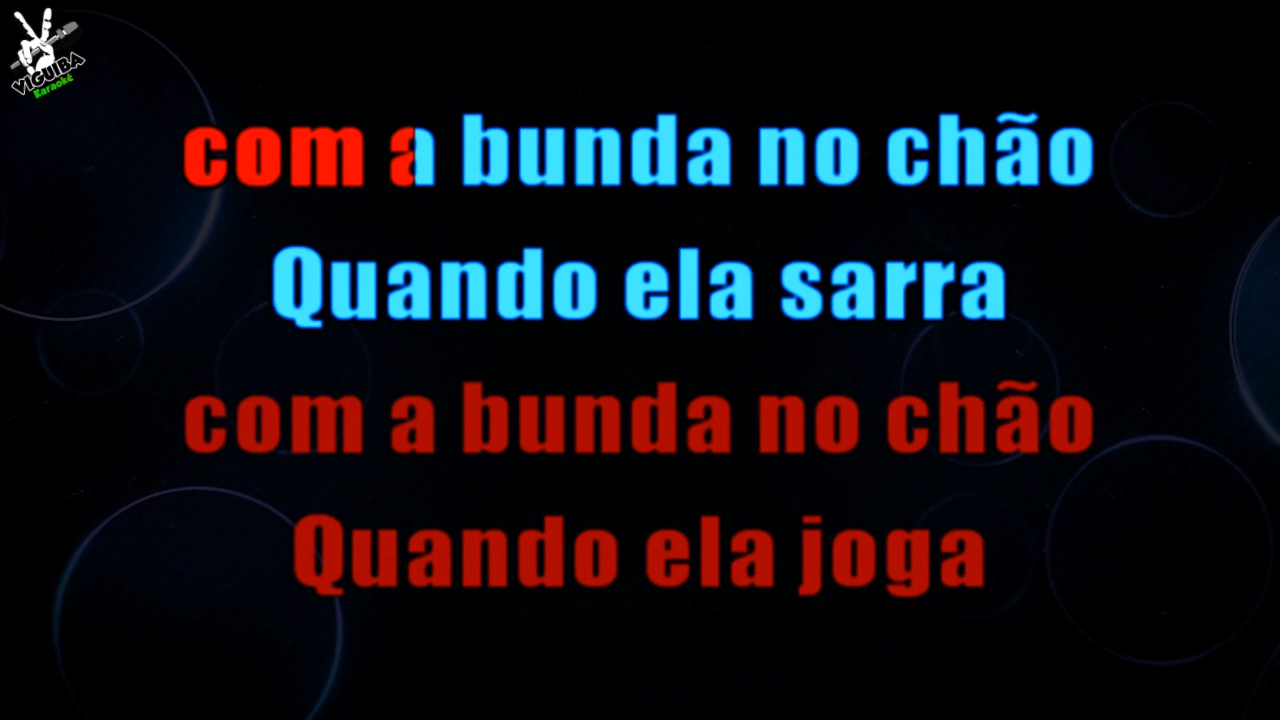 VIGUIBA
Karaokê
com a bunda no chão
Quando ela sarra
com a bunda no chão
Quando ela joga